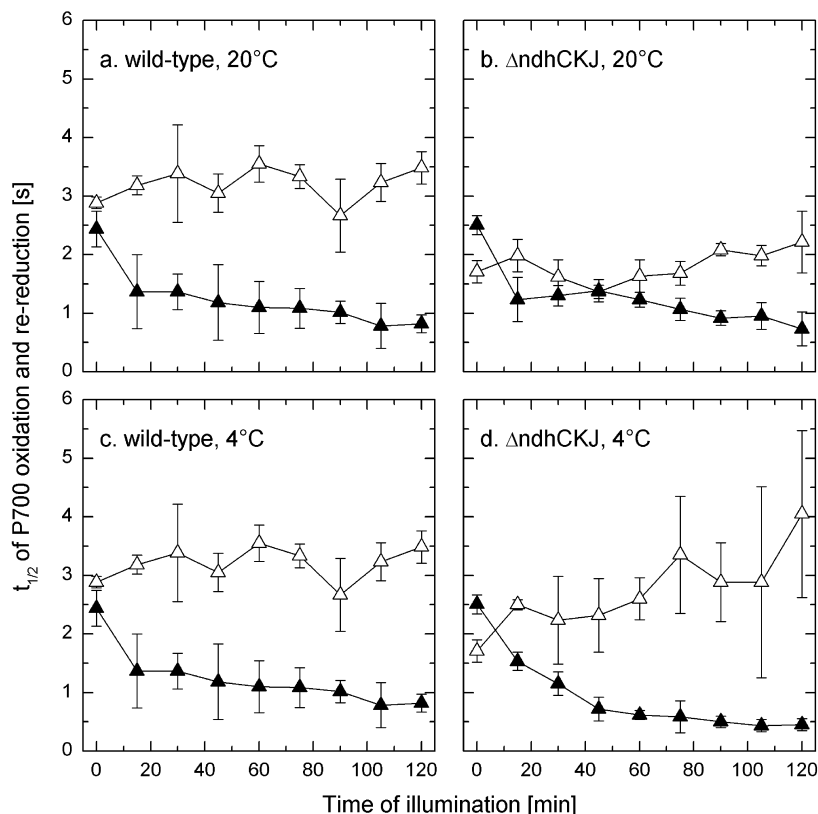 a. wild-type, 20°C
b. ΔndhCKJ, 20°C
6
5
4
3
2
1
0
c. wild-type, 4°C
d. ΔndhCKJ, 4°C
6
5
4
3
2
1
0
0 20 40 60 80 100 120
0 20 40 60 80 100 120
t1/2 of P700 oxidation and re-reduction [s]
Time of illumination [min]